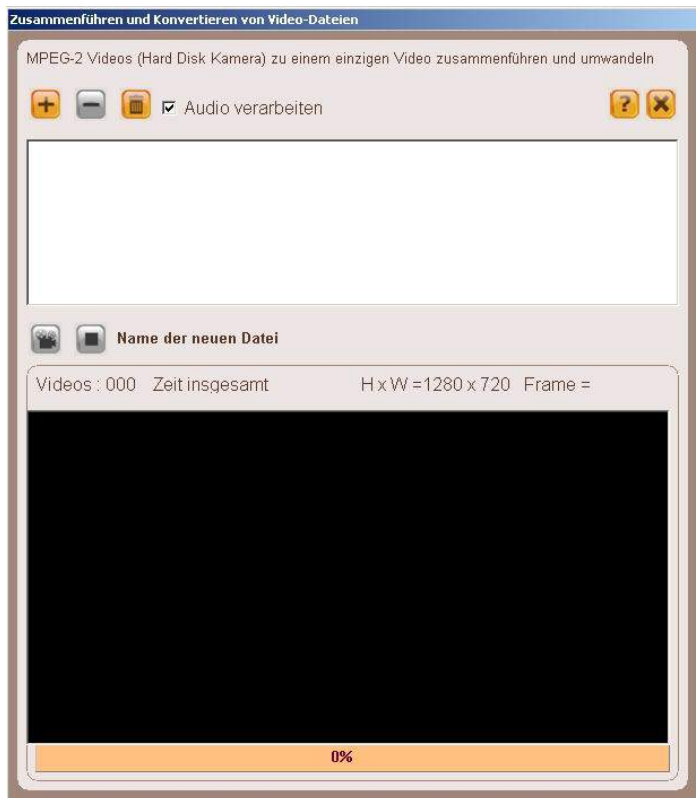 Zusammenführen und Konvertieren von Video-Dateien
MPEG-2 Videos (Hard Disk Kamera) zu einem einzigen Video zusammenführen und umwandeln
Audio verarbeiten ?
Name der neuen Datei
Videos : 000 Zeit insgesamt H x W =1280 x 720 Frame =
0%